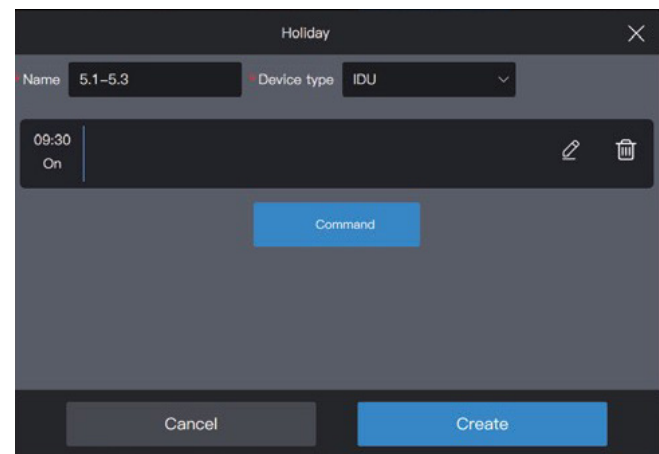 Holiday
*Name 5.1-5.3 *Device type IDU
09:30
On
Command
Cancel Create